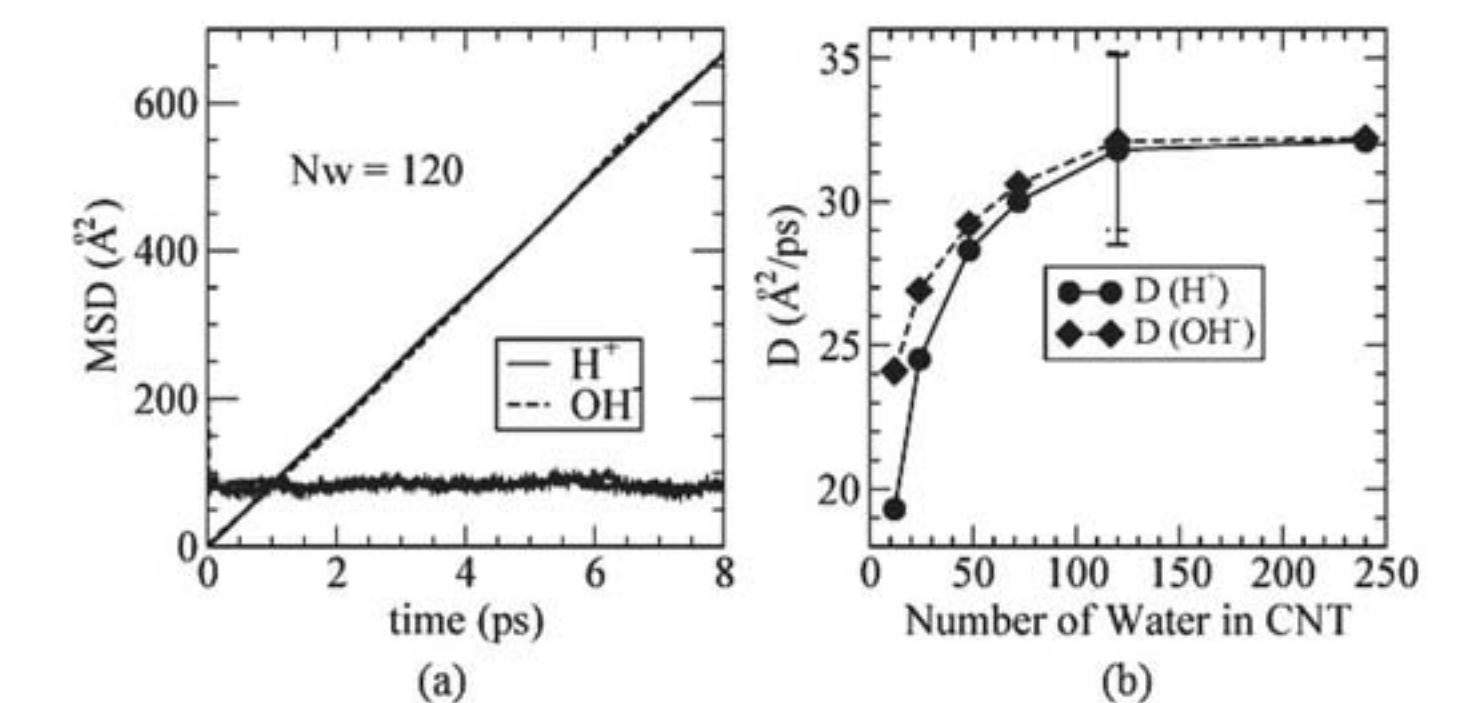 600
400
200
0
MSD (Å²)
Nw = 120
H⁺
OH⁻
0 2 4 6 8
time (ps)
(a)
35
30
25
20
D (Å²/ps)
D (H⁺)
D (OH⁻)
0 50 100 150 200 250
Number of Water in CNT
(b)